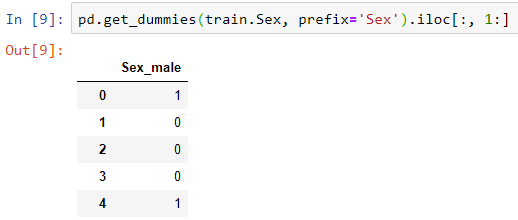 In [9]: pd.get_dummies(train.Sex, prefix='Sex').iloc[:, 1:]
Out[9]:
Sex_male
0 1
1 0
2 0
3 0
4 1